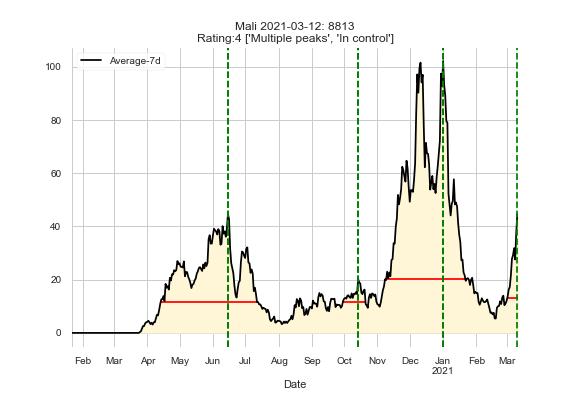 Mali 2021-03-12: 8813
Rating:4 ['Multiple peaks', 'In control']
Average-7d
100
80
60
40
20
0
Feb Mar Apr May Jun Jul Aug Sep Oct Nov Dec Jan Feb Mar
2021
Date